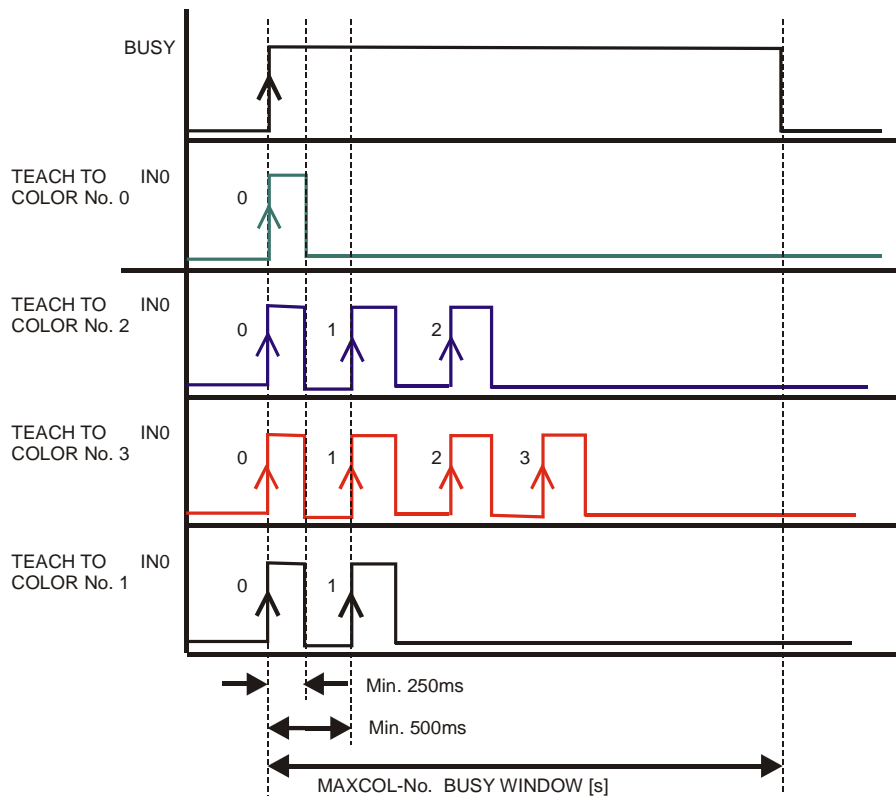 BUSY
TEACH TO IN0
COLOR No. 0
0
TEACH TO IN0
COLOR No. 2
0 1 2
TEACH TO IN0
COLOR No. 3
0 1 2 3
TEACH TO IN0
COLOR No. 1
0 1
Min. 250ms
Min. 500ms
MAXCOL-No. BUSY WINDOW [s]